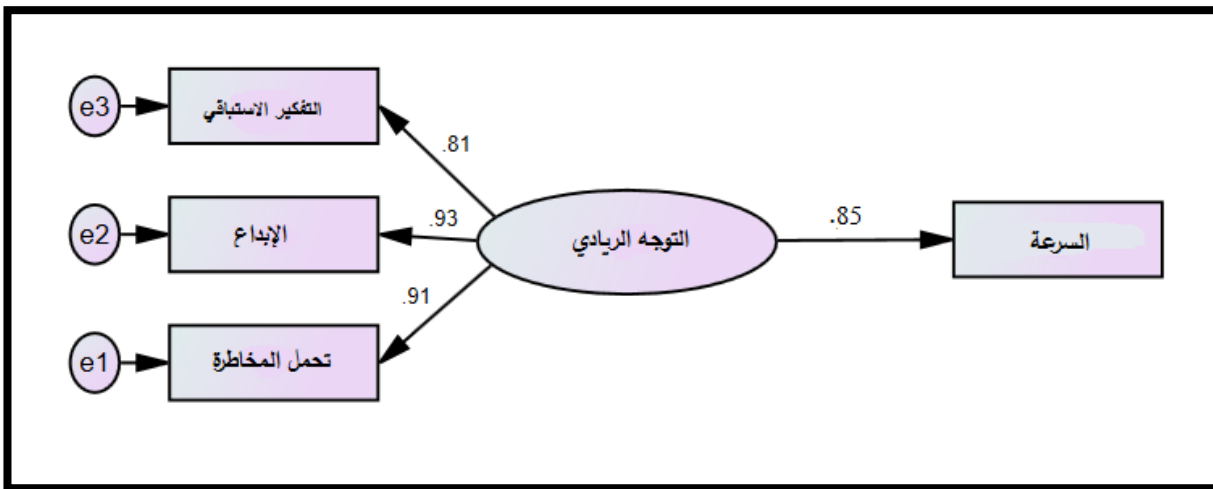 e3
التفكير الاستباقي
.81
e2
الإبداع
.93
التوجه الريادي
.85
السرعة
.91
e1
تحمل المخاطرة